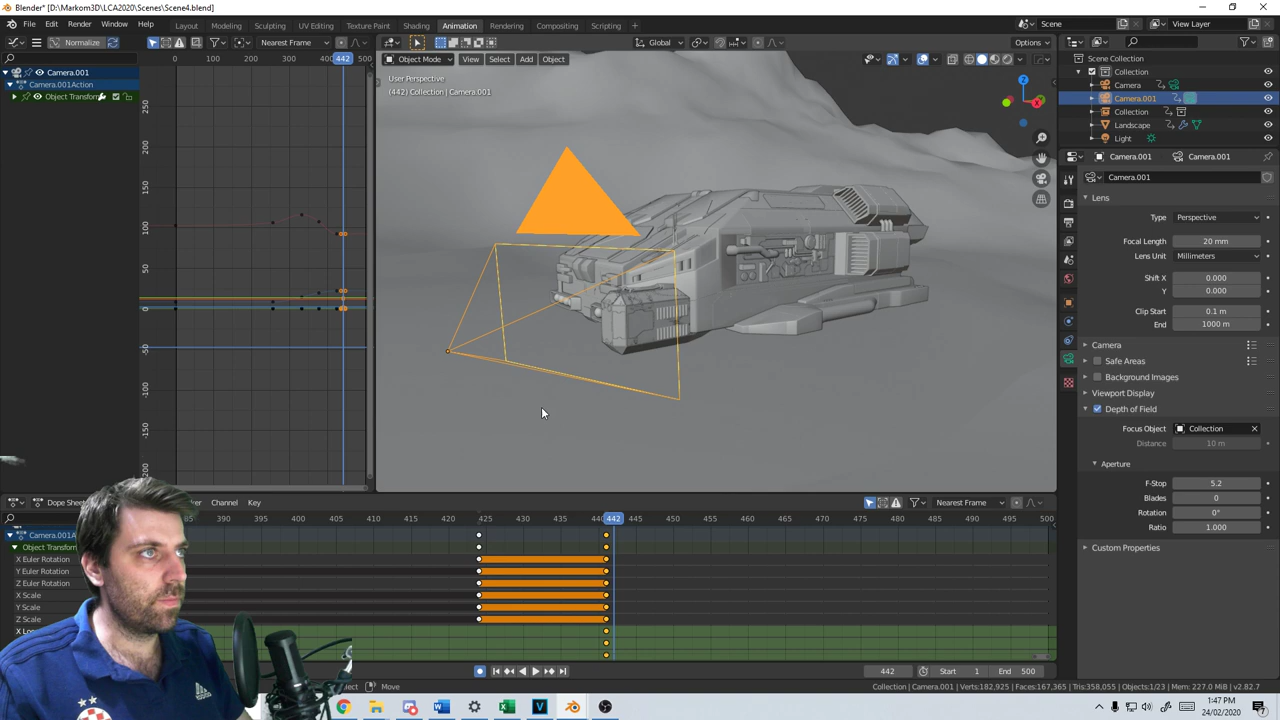 Blender* [D:\Markom3D\LCA2020\Scenes\Scene4.blend]
File Edit Render Window Help Layout Modeling Sculpting UV Editing Texture Paint Shading Animation Rendering Compositing Scripting + Scene View Layer
Normalize Nearest Frame Global Options
Object Mode View Select Add Object
0 100 200 300 400 442 500
Camera.001
Camera.001Action
Object Transform
250
200
150
100
50
0
-50
-100
-150
-200
User Perspective
(442) Collection | Camera.001
Z
Scene Collection
Collection
Camera
Camera.001
Collection
Landscape
Light
Camera.001 Camera.001
Camera.001
Lens
Type Perspective
Focal Length 20 mm
Lens Unit Millimeters
Shift X 0.000
Y 0.000
Clip Start 0.1 m
End 1000 m
Camera
Safe Areas
Background Images
Viewport Display
Depth of Field
Focus Object Collection
Distance 10 m
Aperture
F-Stop 5.2
Blades 0
Rotation 0°
Ratio 1.000
Custom Properties
Dope Sheet Channel Key Nearest Frame
385 390 395 400 405 410 415 420 425 430 435 442 445 450 455 460 465 470 475 480 485 490 495 500
Camera.001A
Object Transform
X Euler Rotation
Y Euler Rotation
Z Euler Rotation
X Scale
Y Scale
Z Scale
442 Start 1 End 500
Move
Collection | Camera.001 | Verts:182,925 | Faces:167,365 | Tris:358,055 | Objects:1/23 | Mem: 227.0 MiB | v2.82.7
1:47 PM
24/02/2020